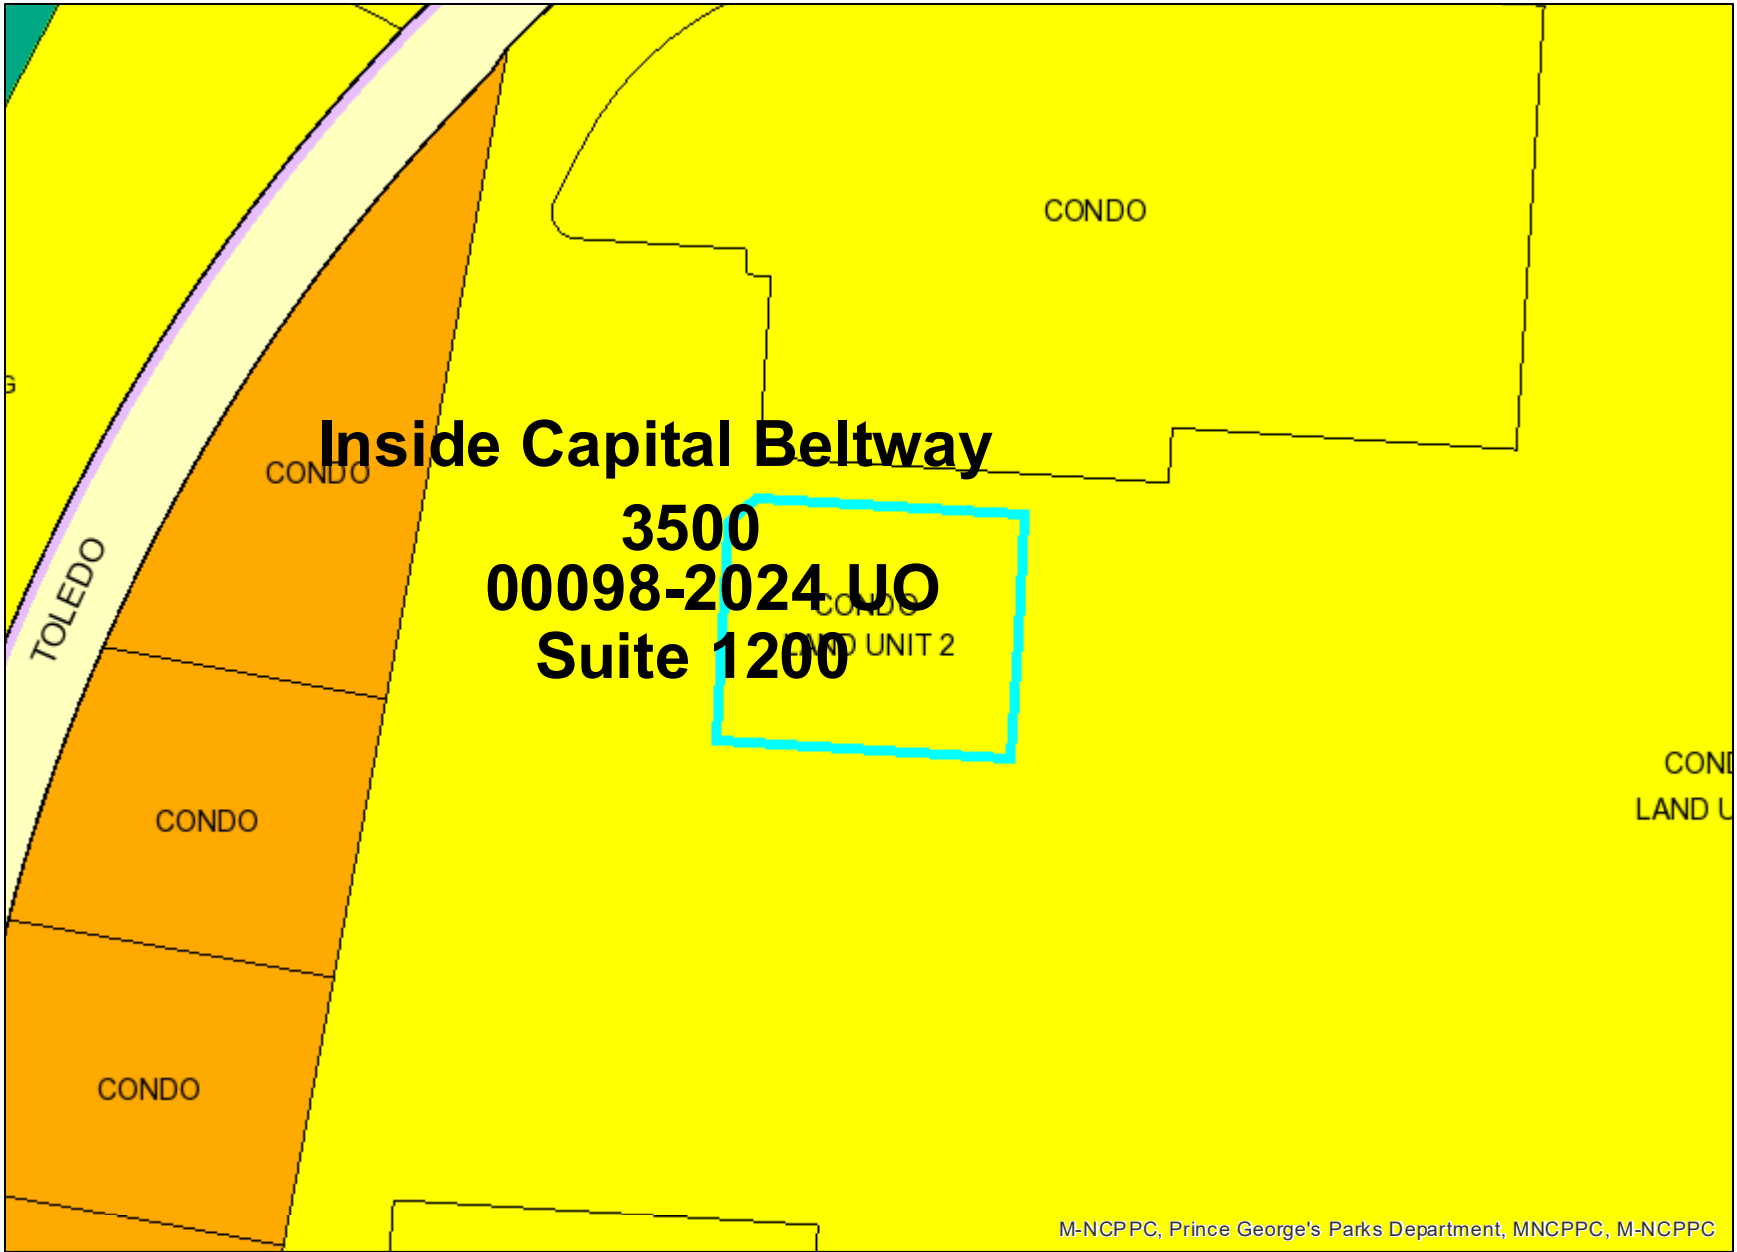 CONDO
G
Inside Capital Beltway
CONDO
3500
00098-2024 UO
CONDO
Suite 1200
LAND UNIT 2
TOLEDO
COND
LAND U
CONDO
CONDO
M-NCPPC, Prince George's Parks Department, MNCPPC, M-NCPPC